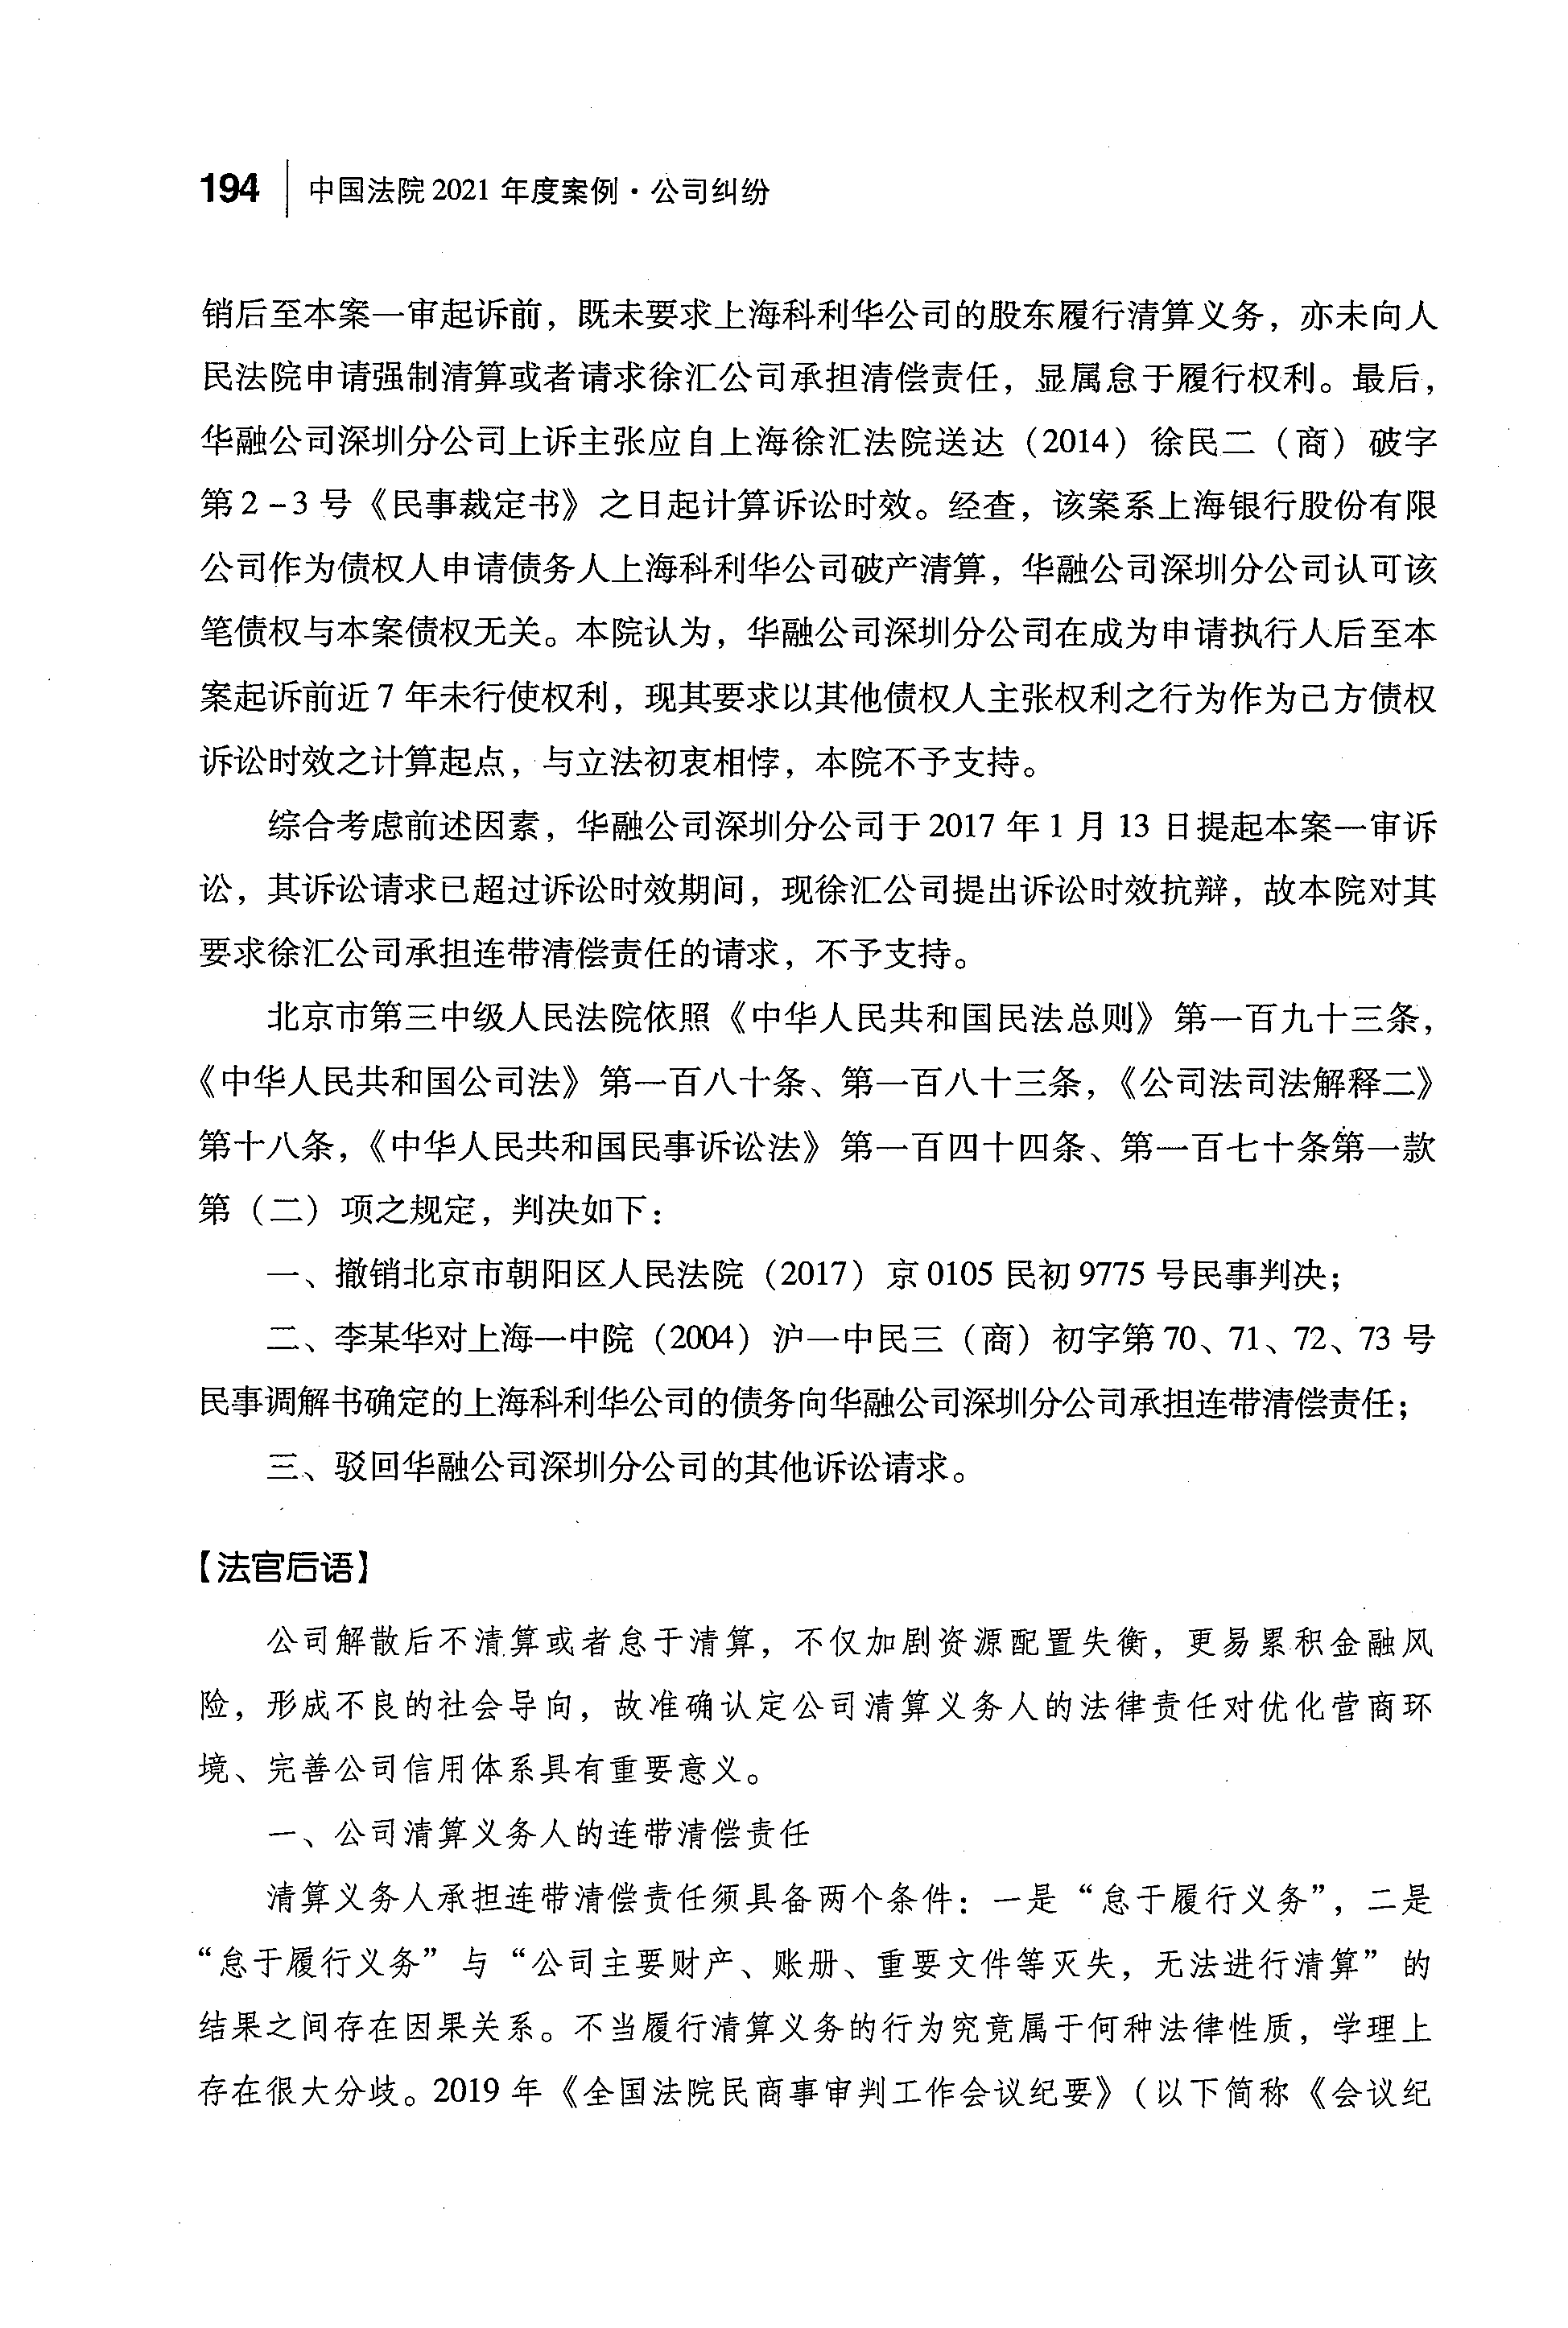 194 中国法院2021年度案例·公司纠纷
销后至本案一审起诉前，既未要求上海科利华公司的股东履行清算义务，亦未向人
民法院申请强制清算或者请求徐汇公司承担清偿责任，显属怠于履行权利。最后，
华融公司深圳分公司上诉主张应自上海徐汇法院送达（2014）徐民二（商）破字
第2-3号《民事裁定书》之日起计算诉讼时效。经查，该案系上海银行股份有限
公司作为债权人申请债务人上海科利华公司破产清算，华融公司深圳分公司认可该
笔债权与本案债权无关。本院认为，华融公司深圳分公司在成为申请执行人后至本
案起诉前近7年未行使权利，现其要求以其他债权人主张权利之行为作为己方债权
诉讼时效之计算起点，与立法初衷相悖，本院不予支持。
综合考虑前述因素，华融公司深圳分公司于2017年1月13日提起本案一审诉
讼，其诉讼请求已超过诉讼时效期间，现徐汇公司提出诉讼时效抗辩，故本院对其
要求徐汇公司承担连带清偿责任的请求，不予支持。
北京市第三中级人民法院依照《中华人民共和国民法总则》第一百九十三条，
《中华人民共和国公司法》第一百八十条、第一百八十三条，《公司法司法解释二》
第十八条，《中华人民共和国民事诉讼法》第一百四十四条、第一百七十条第一款
第（二）项之规定，判决如下：
一、撤销北京市朝阳区人民法院（2017）京0105民初9775号民事判决；
二、李某华对上海一中院（2004）沪一中民三（商）初字第70、71、72、73号
民事调解书确定的上海科利华公司的债务向华融公司深圳分公司承担连带清偿责任；
三、驳回华融公司深圳分公司的其他诉讼请求。
【法官后语】
公司解散后不清算或者怠于清算，不仅加剧资源配置失衡，更易累积金融风
险，形成不良的社会导向，故准确认定公司清算义务人的法律责任对优化营商环
境、完善公司信用体系具有重要意义。
一、公司清算义务人的连带清偿责任
清算义务人承担连带清偿责任须具备两个条件：一是“怠于履行义务”，二是
“怠于履行义务”与“公司主要财产、账册、重要文件等灭失，无法进行清算”的
结果之间存在因果关系。不当履行清算义务的行为究竟属于何种法律性质，学理上
存在很大分歧。2019年《全国法院民商事审判工作会议纪要》（以下简称《会议纪